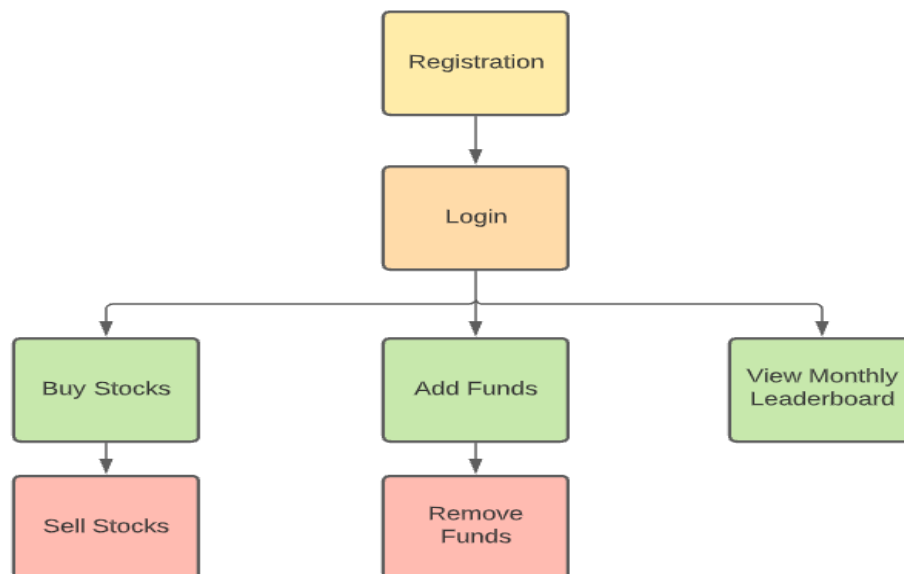 Registration
Login
Buy Stocks
Add Funds
View Monthly
Leaderboard
Sell Stocks
Remove
Funds